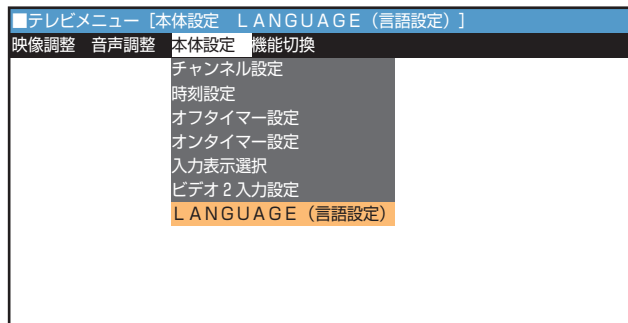 ■テレビメニュー［本体設定　ＬＡＮＧＵＡＧＥ（言語設定）］
映像調整　音声調整　本体設定　機能切換
チャンネル設定
時刻設定
オフタイマー設定
オンタイマー設定
入力表示選択
ビデオ２入力設定
ＬＡＮＧＵＡＧＥ（言語設定）